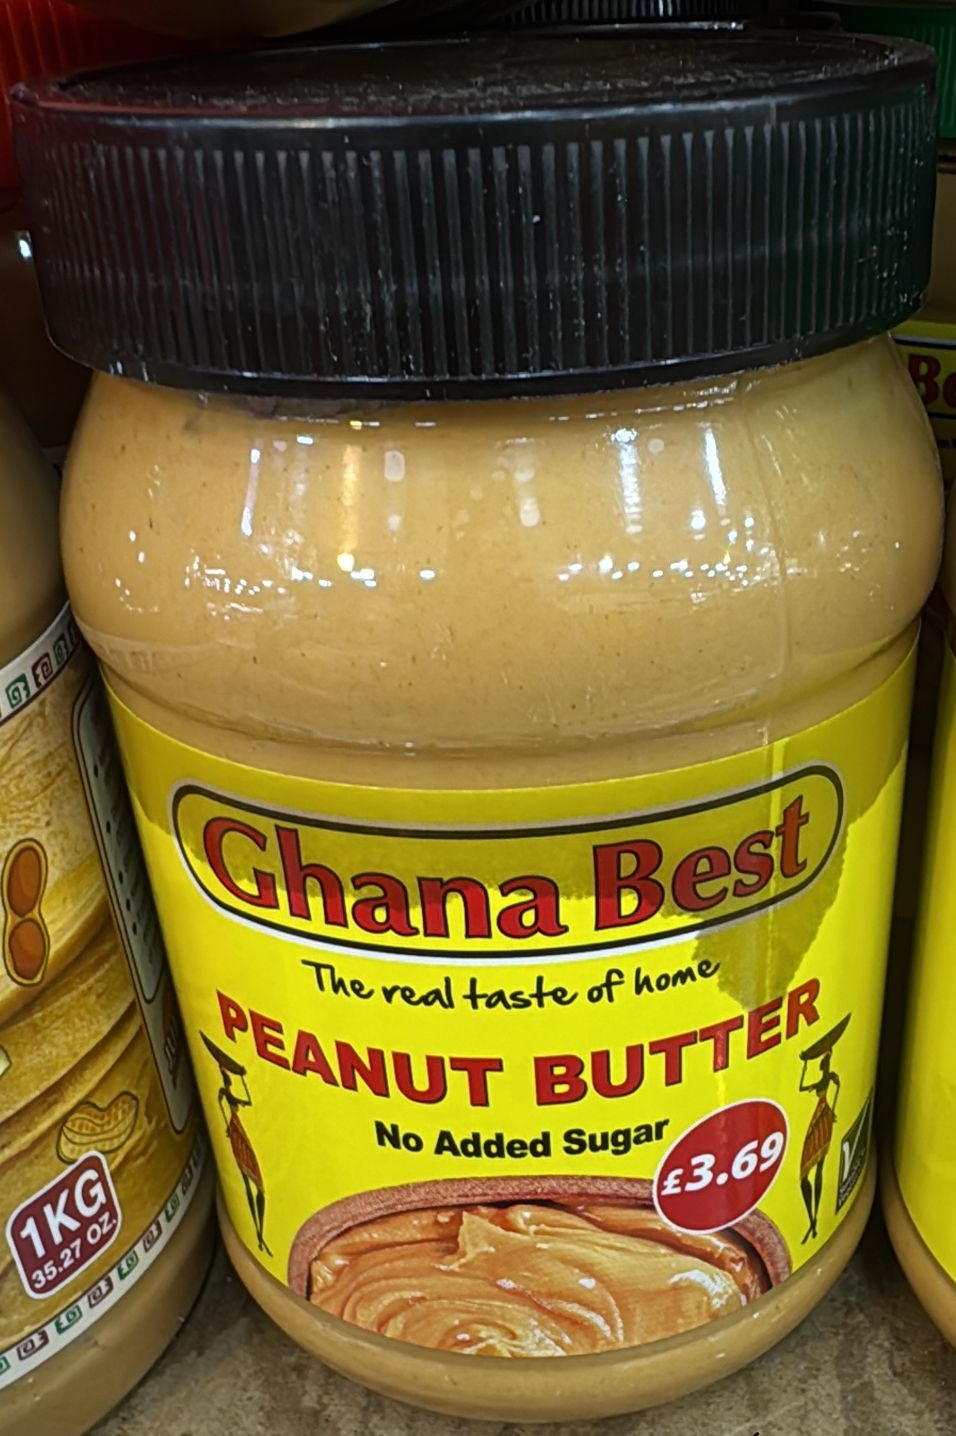 Ghana Best
The real taste of home
PEANUT BUTTER
No Added Sugar
£3.69
1KG
35.27 OZ.